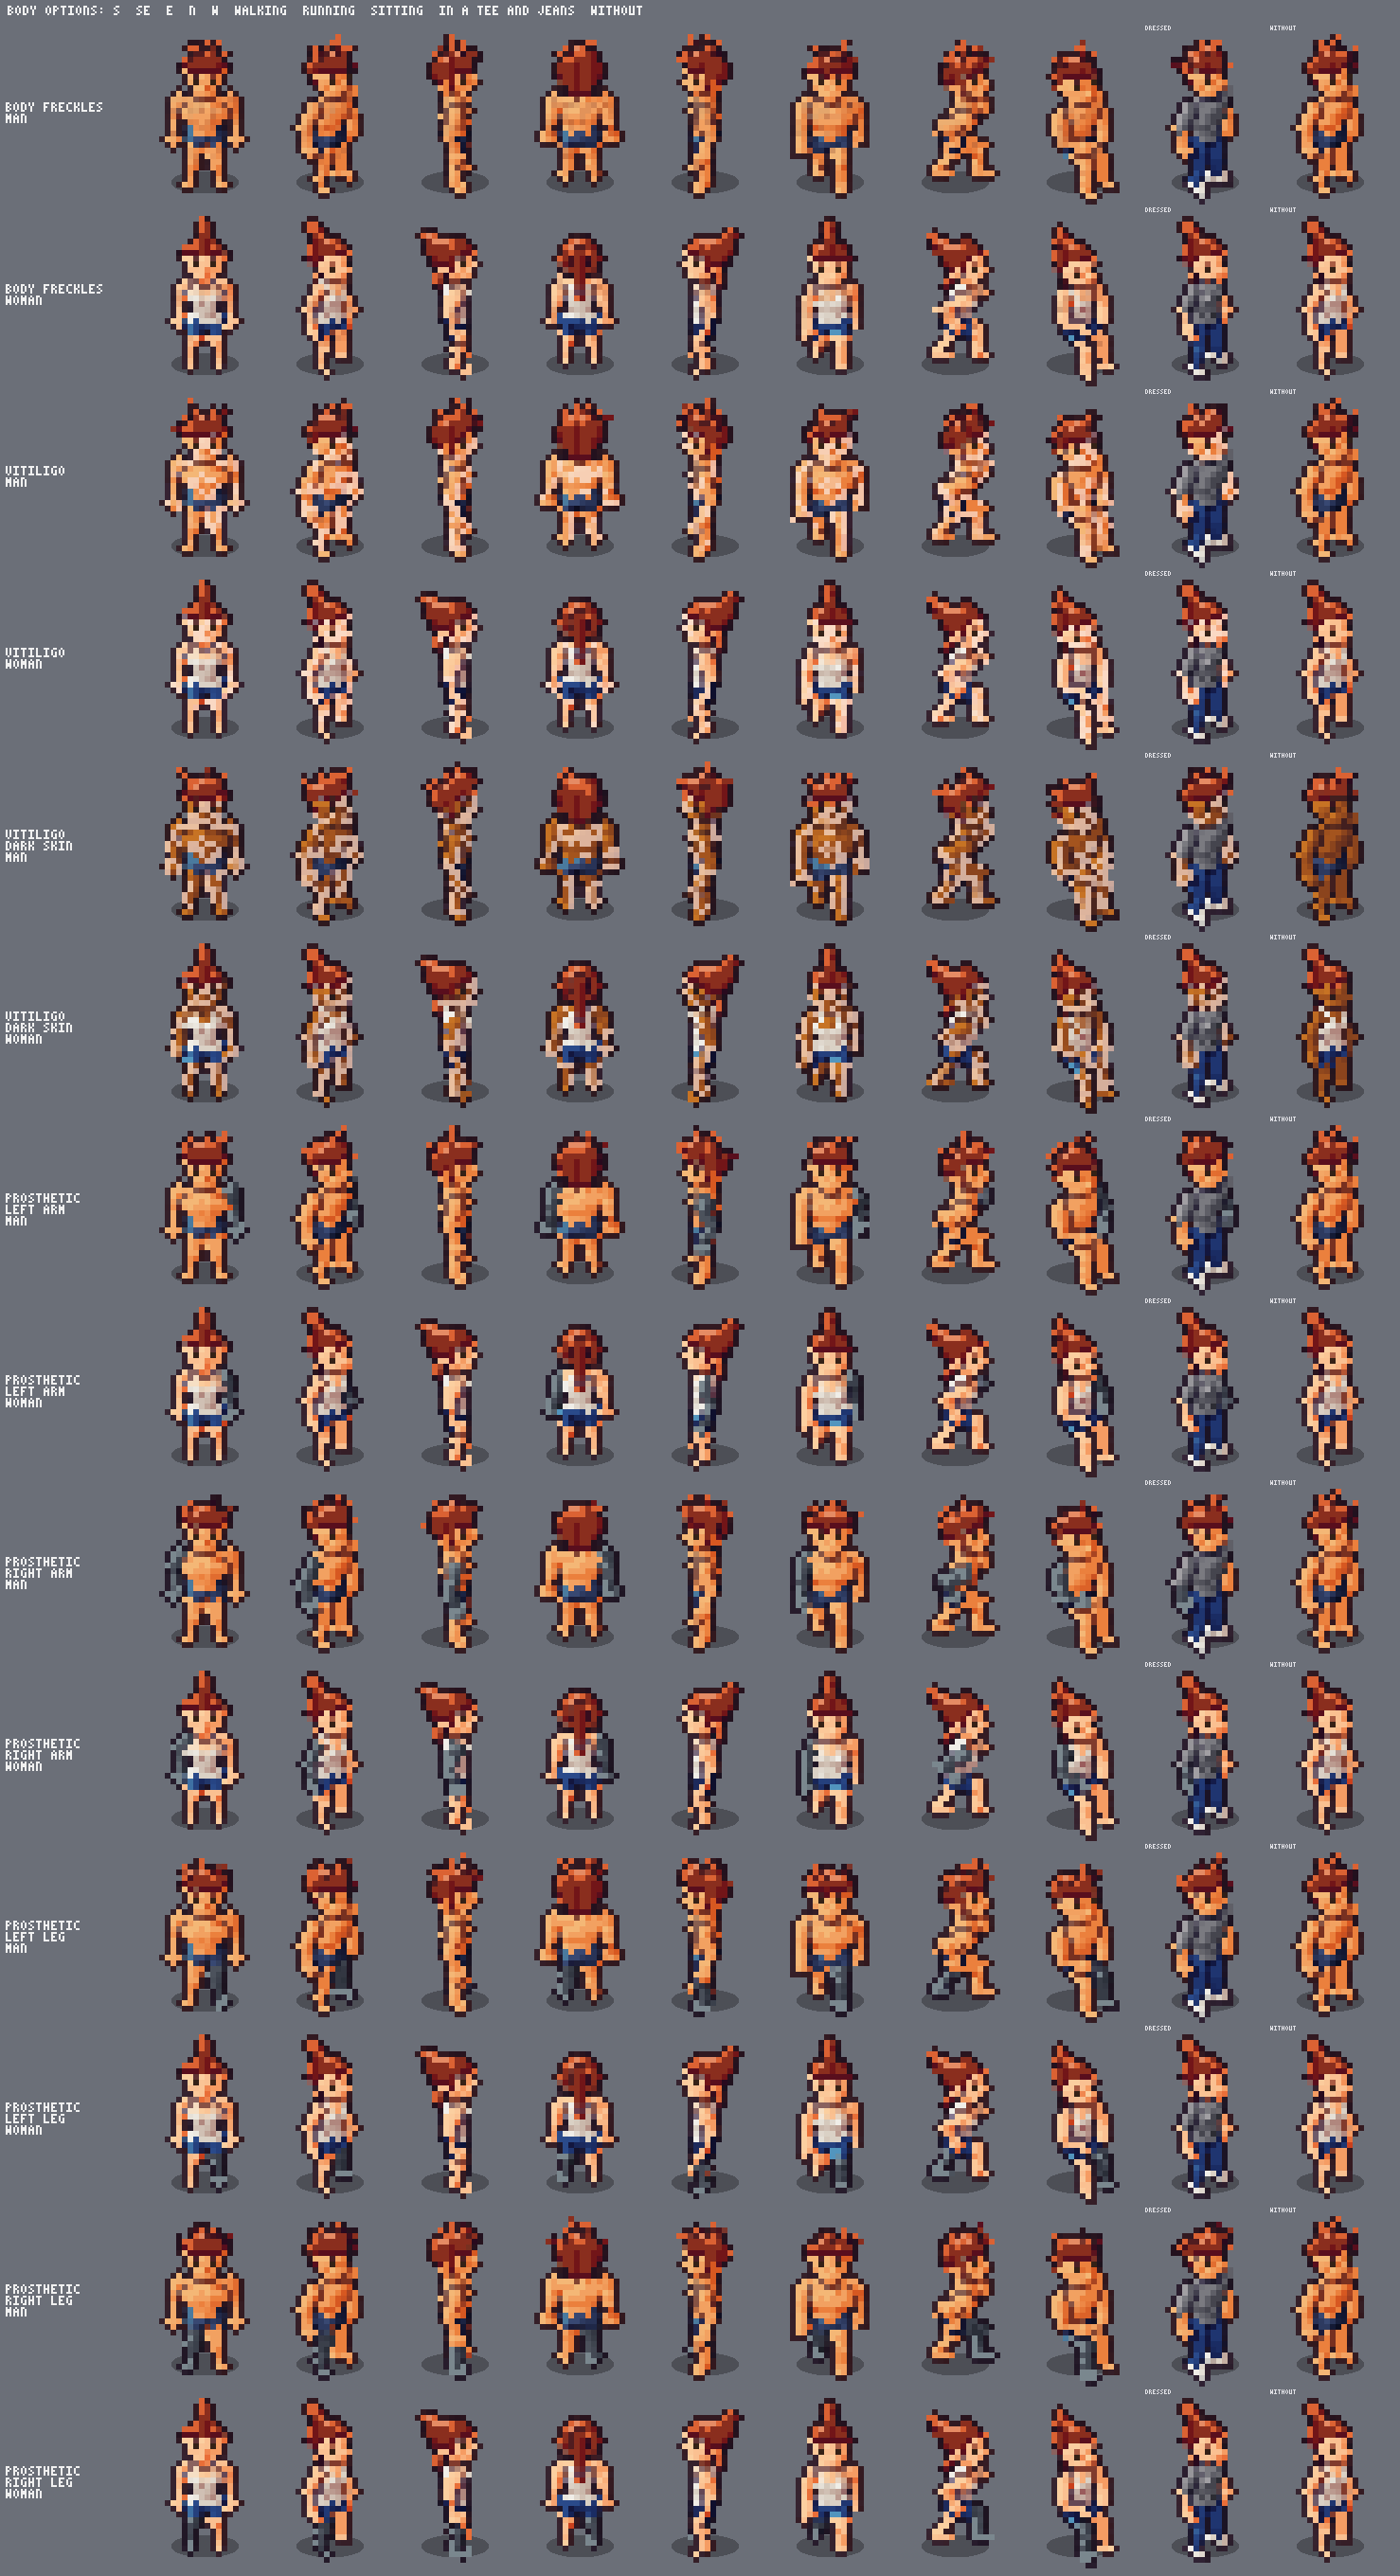 BODY OPTIONS: S SE E N W WALKING RUNNING SITTING IN A TEE AND JEANS WITHOUT
DRESSED WITHOUT
BODY FRECKLES
MAN
DRESSED WITHOUT
BODY FRECKLES
WOMAN
DRESSED WITHOUT
VITILIGO
MAN
DRESSED WITHOUT
VITILIGO
WOMAN
DRESSED WITHOUT
VITILIGO
DARK SKIN
MAN
DRESSED WITHOUT
VITILIGO
DARK SKIN
WOMAN
DRESSED WITHOUT
PROSTHETIC
LEFT ARM
MAN
DRESSED WITHOUT
PROSTHETIC
LEFT ARM
WOMAN
DRESSED WITHOUT
PROSTHETIC
RIGHT ARM
MAN
DRESSED WITHOUT
PROSTHETIC
RIGHT ARM
WOMAN
DRESSED WITHOUT
PROSTHETIC
LEFT LEG
MAN
DRESSED WITHOUT
PROSTHETIC
LEFT LEG
WOMAN
DRESSED WITHOUT
PROSTHETIC
RIGHT LEG
MAN
DRESSED WITHOUT
PROSTHETIC
RIGHT LEG
WOMAN